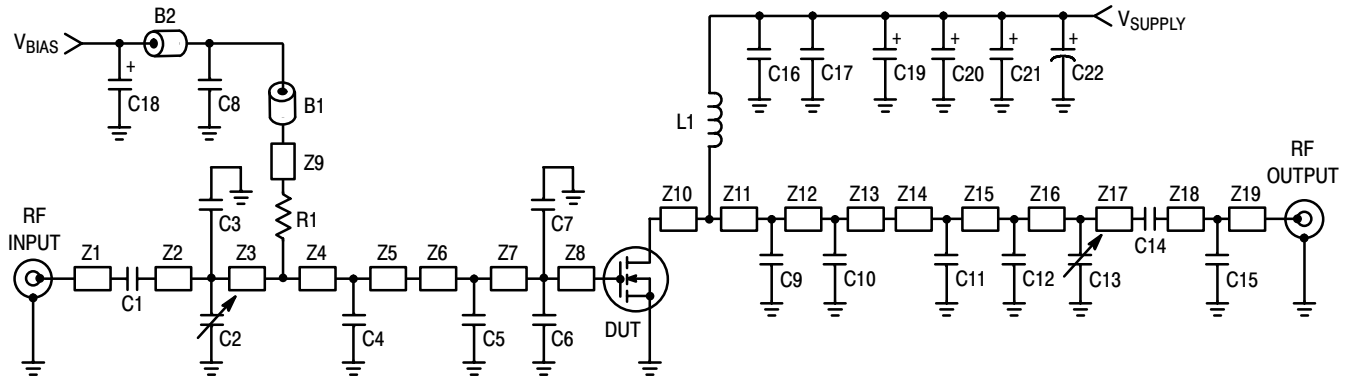 B2
V_BIAS
+
C18
C8
B1
Z9
R1
C3
RF
INPUT
Z1
C1
Z2
Z3
C2
Z4
C4
Z5
Z6
C5
Z7
C7
C6
Z8
DUT
V_SUPPLY
+
+
+
+
C16
C17
C19
C20
C21
C22
L1
Z10
Z11
Z12
Z13
Z14
Z15
Z16
Z17
Z18
Z19
C9
C10
C11
C12
C13
C14
C15
RF
OUTPUT